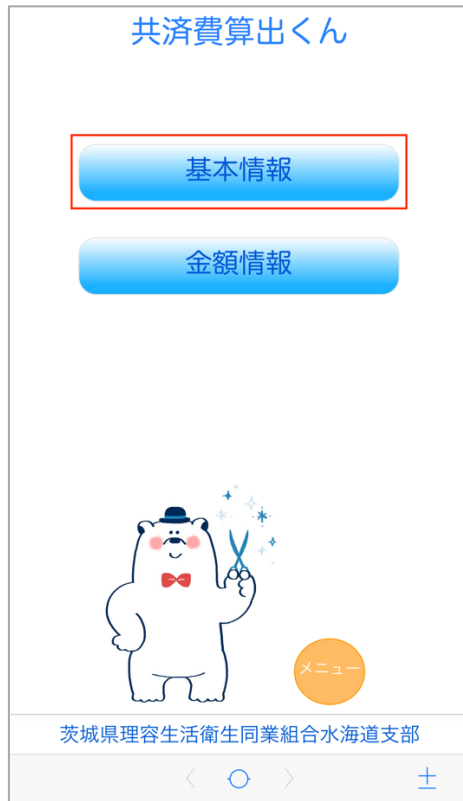 共済費算出くん
基本情報
金額情報
メニュー
茨城県理容生活衛生同業組合水海道支部